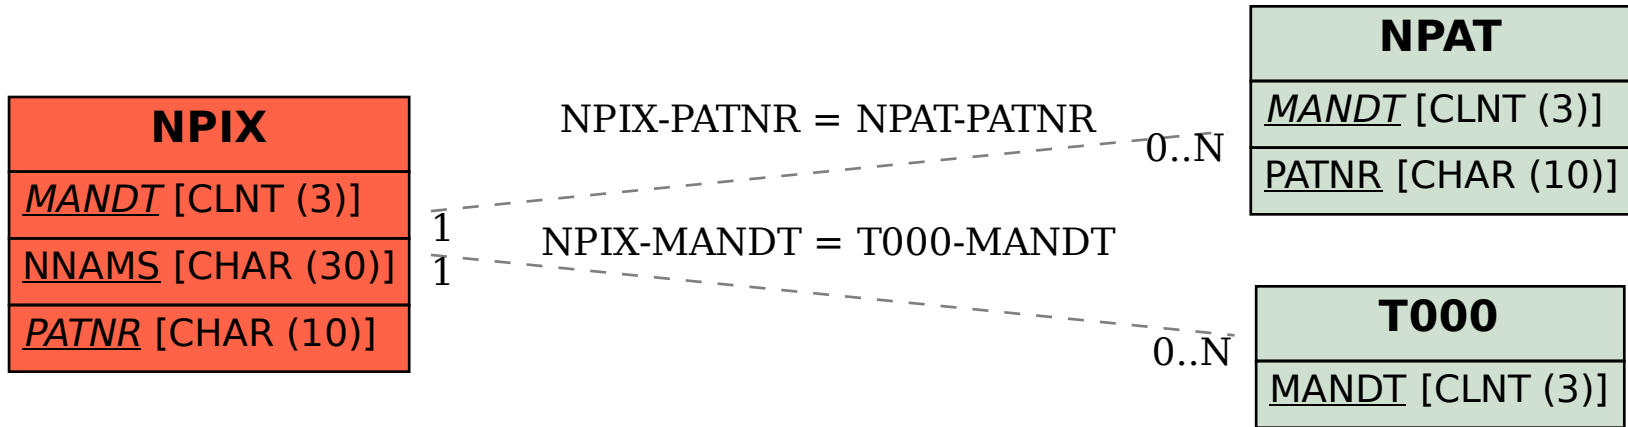 NPIX
MANDT [CLNT (3)]
NNAMS [CHAR (30)]
PATNR [CHAR (10)]
NPIX-PATNR = NPAT-PATNR
1
0..N
NPIX-MANDT = T000-MANDT
1
0..N
NPAT
MANDT [CLNT (3)]
PATNR [CHAR (10)]
T000
MANDT [CLNT (3)]